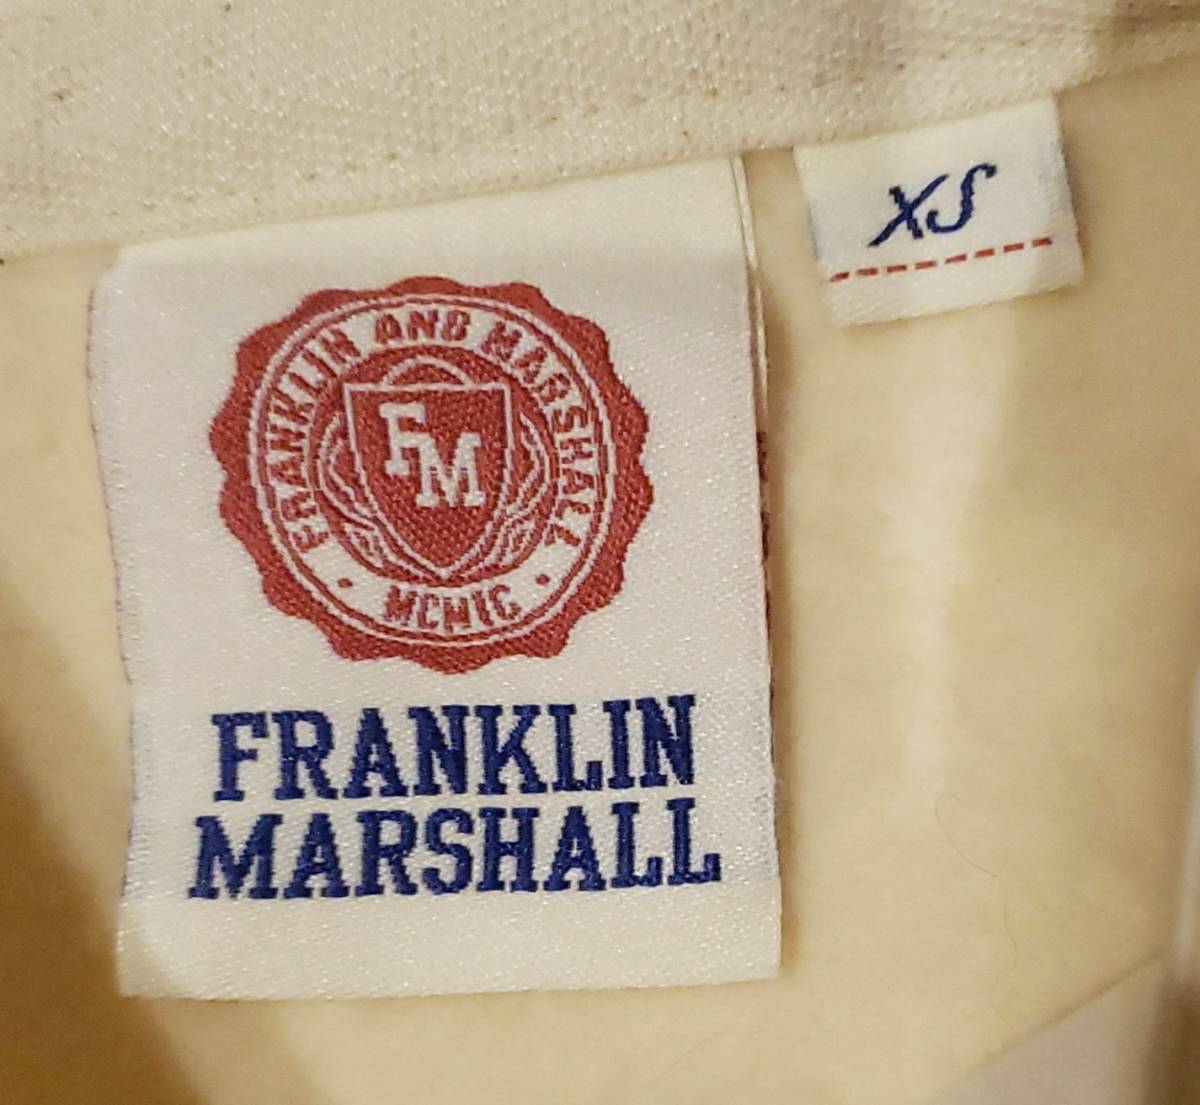 FRANKLIN AND MARSHALL
FM
· MCMIC ·
FRANKLIN
MARSHALL
XS